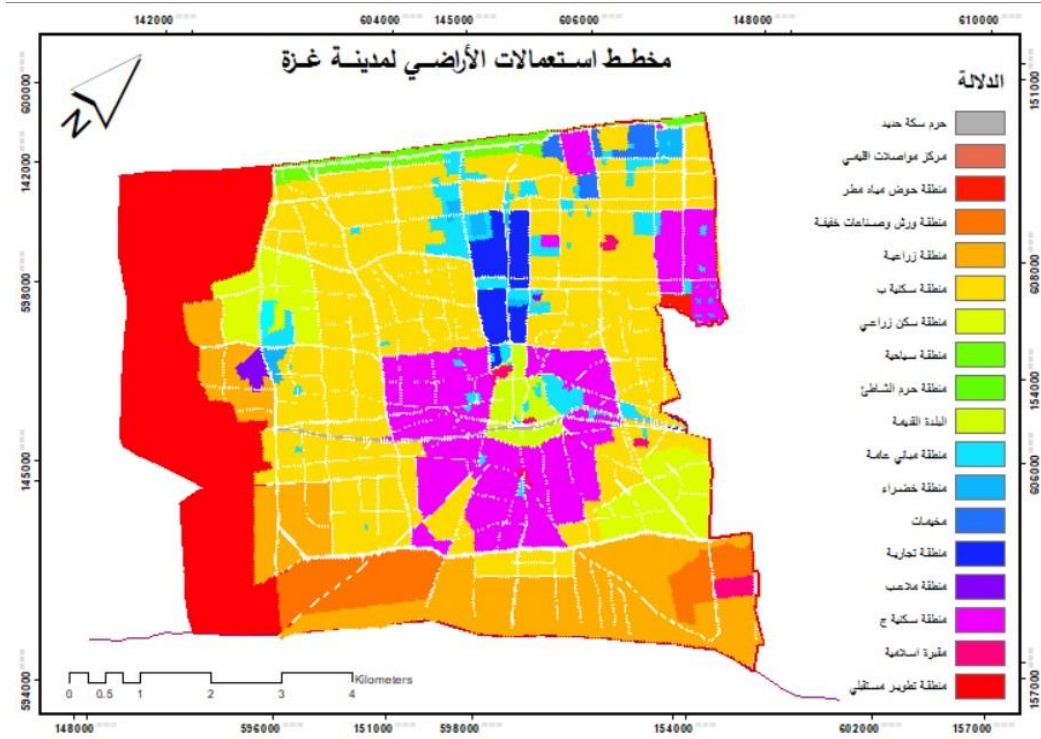 142000 604000 145000 606000 148000 610000
مخطط استعمالات الأراضي لمدينة غزة
N
الدلالة
حرم سكة حديد
مركز مواصلات اقليمي
منطقة حوض مياه مطر
منطقة ورش وصناعات خفيفة
منطقة زراعية
منطقة سكنية ب
منطقة سكن زراعي
منطقة سياحية
منطقة حرم الشاطئ
البلدة القديمة
منطقة مباني عامة
منطقة خضراء
مخيمات
منطقة تجارية
منطقة ملاعب
منطقة سكنية ج
مقبرة اسلامية
منطقة تطوير مستقبلي
600000
142000
598000
145000
594000
151000
608000
154000
606000
157000
0 0.5 1 2 3 4
Kilometers
148000 596000 151000 598000 154000 602000 157000